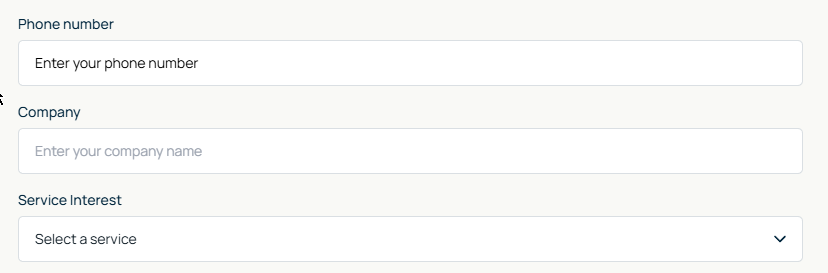 Phone number
Enter your phone number
Company
Enter your company name
Service Interest
Select a service